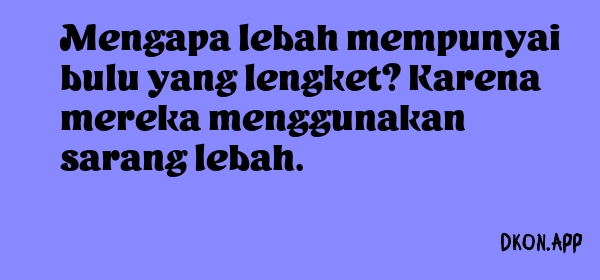 Mengapa lebah mempunyai
bulu yang lengket? Karena
mereka menggunakan
sarang lebah.
DKON.APP